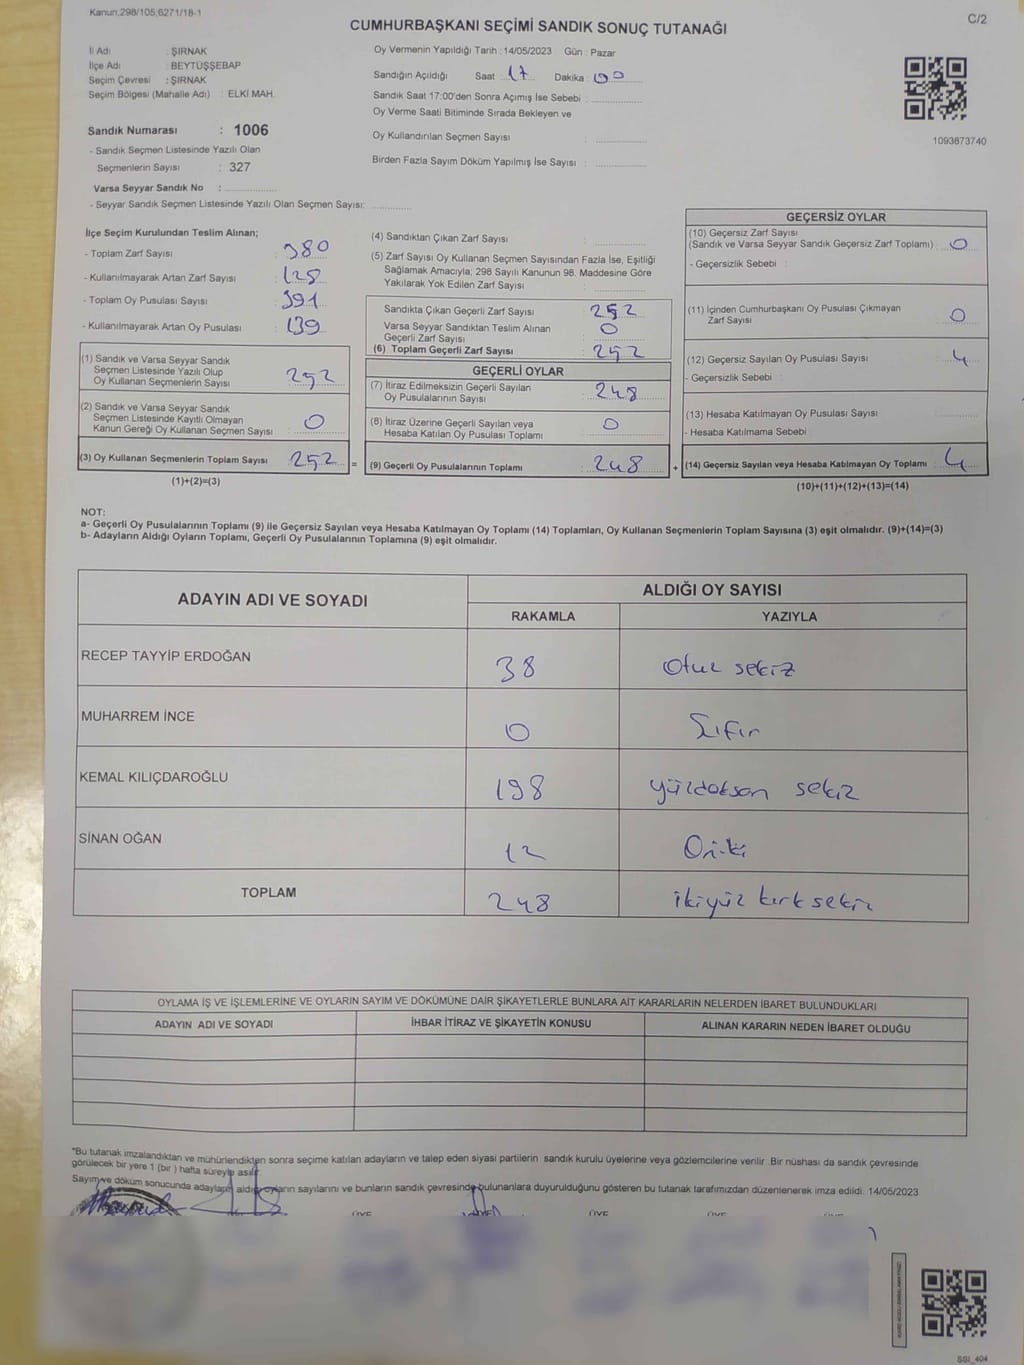 Kanun,298/105,6271/18-1
C/2
CUMHURBAŞKANI SEÇİMİ SANDIK SONUÇ TUTANAĞI
İl Adı : ŞIRNAK
İlçe Adı : BEYTÜŞŞEBAP
Seçim Çevresi : ŞIRNAK
Seçim Bölgesi (Mahalle Adı) : ELKİ MAH.
Sandık Numarası : 1006
- Sandık Seçmen Listesinde Yazılı Olan
Seçmenlerin Sayısı : 327
Varsa Seyyar Sandık No :
- Seyyar Sandık Seçmen Listesinde Yazılı Olan Seçmen Sayısı:
Oy Vermenin Yapıldığı Tarih : 14/05/2023 Gün : Pazar
Sandığın Açıldığı Saat : 17 Dakika : 00
Sandık Saat 17:00'den Sonra Açımış İse Sebebi :
Oy Verme Saati Bitiminde Sırada Bekleyen ve
Oy Kullandırılan Seçmen Sayısı :
Birden Fazla Sayım Döküm Yapılmış İse Sayısı :
1093873740
İlçe Seçim Kurulundan Teslim Alınan;
- Toplam Zarf Sayısı : 380
- Kullanılmayarak Artan Zarf Sayısı : 128
- Toplam Oy Pusulası Sayısı : 391
- Kullanılmayarak Artan Oy Pusulası : 139
(1) Sandık ve Varsa Seyyar Sandık
Seçmen Listesinde Yazılı Olup
Oy Kullanan Seçmenlerin Sayısı : 252
(2) Sandık ve Varsa Seyyar Sandık
Seçmen Listesinde Kayıtlı Olmayan
Kanun Gereği Oy Kullanan Seçmen Sayısı : 0
(3) Oy Kullanan Seçmenlerin Toplam Sayısı : 252 =
(1)+(2)=(3)
(4) Sandıktan Çıkan Zarf Sayısı :
(5) Zarf Sayısı Oy Kullanan Seçmen Sayısından Fazla İse, Eşitliği
Sağlamak Amacıyla; 298 Sayılı Kanunun 98. Maddesine Göre
Yakılarak Yok Edilen Zarf Sayısı :
Sandıkta Çıkan Geçerli Zarf Sayısı : 252
Varsa Seyyar Sandıktan Teslim Alınan
Geçerli Zarf Sayısı : 0
(6) Toplam Geçerli Zarf Sayısı : 252
GEÇERLİ OYLAR
(7) İtiraz Edilmeksizin Geçerli Sayılan
Oy Pusulalarının Sayısı : 248
(8) İtiraz Üzerine Geçerli Sayılan veya
Hesaba Katılan Oy Pusulası Toplamı : 0
(9) Geçerli Oy Pusulalarının Toplamı : 248 +
GEÇERSİZ OYLAR
(10) Geçersiz Zarf Sayısı
(Sandık ve Varsa Seyyar Sandık Geçersiz Zarf Toplamı) : 0
- Geçersizlik Sebebi :
(11) İçinden Cumhurbaşkanı Oy Pusulası Çıkmayan
Zarf Sayısı : 0
(12) Geçersiz Sayılan Oy Pusulası Sayısı : 4
- Geçersizlik Sebebi :
(13) Hesaba Katılmayan Oy Pusulası Sayısı :
- Hesaba Katılmama Sebebi
(14) Geçersiz Sayılan veya Hesaba Katılmayan Oy Toplamı : 4
(10)+(11)+(12)+(13)=(14)
NOT:
a- Geçerli Oy Pusulalarının Toplamı (9) ile Geçersiz Sayılan veya Hesaba Katılmayan Oy Toplamı (14) Toplamları, Oy Kullanan Seçmenlerin Toplam Sayısına (3) eşit olmalıdır. (9)+(14)=(3)
b- Adayların Aldığı Oyların Toplamı, Geçerli Oy Pusulalarının Toplamına (9) eşit olmalıdır.
ADAYIN ADI VE SOYADI
ALDIĞI OY SAYISI
RAKAMLA YAZIYLA
RECEP TAYYİP ERDOĞAN 38 Otuz sekiz
MUHARREM İNCE 0 Sıfır
KEMAL KILIÇDAROĞLU 198 yüzdoksan sekiz
SİNAN OĞAN 12 Oniki
TOPLAM 248 ikiyüz kırk sekiz
OYLAMA İŞ VE İŞLEMLERİNE VE OYLARIN SAYIM VE DÖKÜMÜNE DAİR ŞİKAYETLERLE BUNLARA AİT KARARLARIN NELERDEN İBARET BULUNDUKLARI
ADAYIN ADI VE SOYADI İHBAR İTİRAZ VE ŞİKAYETİN KONUSU ALINAN KARARIN NEDEN İBARET OLDUĞU
"Bu tutanak imzalandıktan ve mühürlendikten sonra seçime katılan adayların ve talep eden siyasi partilerin sandık kurulu üyelerine veya gözlemcilerine verilir .Bir nüshası da sandık çevresinde
görülecek bir yere 1 (bir ) hafta süreyle asılır.
Sayım ve döküm sonucunda adayların aldığı oyların sayılarını ve bunların sandık çevresinde bulunanlara duyurulduğunu gösteren bu tutanak tarafımızdan düzenlenerek imza edildi. 14/05/2023
ÜYE ÜYE ÜYE ÜYE
SSI_404